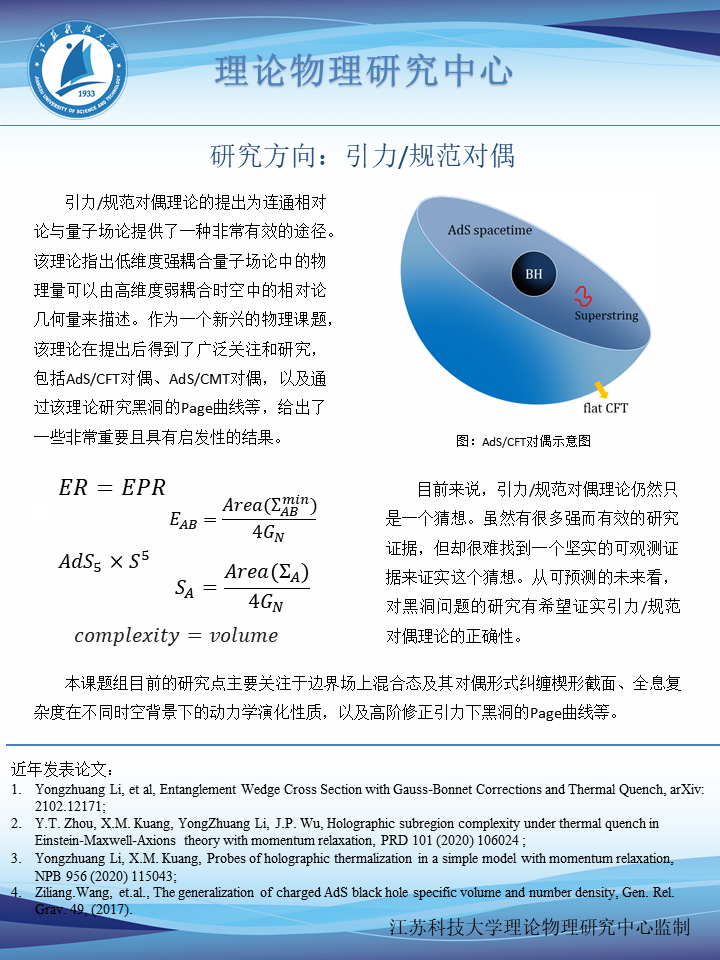 江苏科技大学
JIANGSU UNIVERSITY OF SCIENCE AND TECHNOLOGY
1933
理论物理研究中心
研究方向：引力/规范对偶
引力/规范对偶理论的提出为连通相对
论与量子场论提供了一种非常有效的途径。
该理论指出低维度强耦合量子场论中的物
理量可以由高维度弱耦合时空中的相对论
几何量来描述。作为一个新兴的物理课题，
该理论在提出后得到了广泛关注和研究，
包括AdS/CFT对偶、AdS/CMT对偶，以及通
过该理论研究黑洞的Page曲线等，给出了
一些非常重要且具有启发性的结果。
AdS spacetime
BH
Superstring
flat CFT
图：AdS/CFT对偶示意图
ER = EPR
E_{AB} = \frac{Area(Σ_{AB}^{min})}{4G_N}
AdS_5 × S^5
S_A = \frac{Area(Σ_A)}{4G_N}
complexity = volume
目前来说，引力/规范对偶理论仍然只
是一个猜想。虽然有很多强而有效的研究
证据，但却很难找到一个坚实的可观测证
据来证实这个猜想。从可预测的未来看，
对黑洞问题的研究有希望证实引力/规范
对偶理论的正确性。
本课题组目前的研究点主要关注于边界场上混合态及其对偶形式纠缠楔形截面、全息复
杂度在不同时空背景下的动力学演化性质，以及高阶修正引力下黑洞的Page曲线等。
近年发表论文：
1. Yongzhuang Li, et al, Entanglement Wedge Cross Section with Gauss-Bonnet Corrections and Thermal Quench, arXiv:
2102.12171;
2. Y.T. Zhou, X.M. Kuang, YongZhuang Li, J.P. Wu, Holographic subregion complexity under thermal quench in
Einstein-Maxwell-Axions theory with momentum relaxation, PRD 101 (2020) 106024 ;
3. Yongzhuang Li, X.M. Kuang, Probes of holographic thermalization in a simple model with momentum relaxation,
NPB 956 (2020) 115043;
4. Ziliang.Wang, et.al., The generalization of charged AdS black hole specific volume and number density, Gen. Rel.
Grav. 49, (2017).
江苏科技大学理论物理研究中心监制